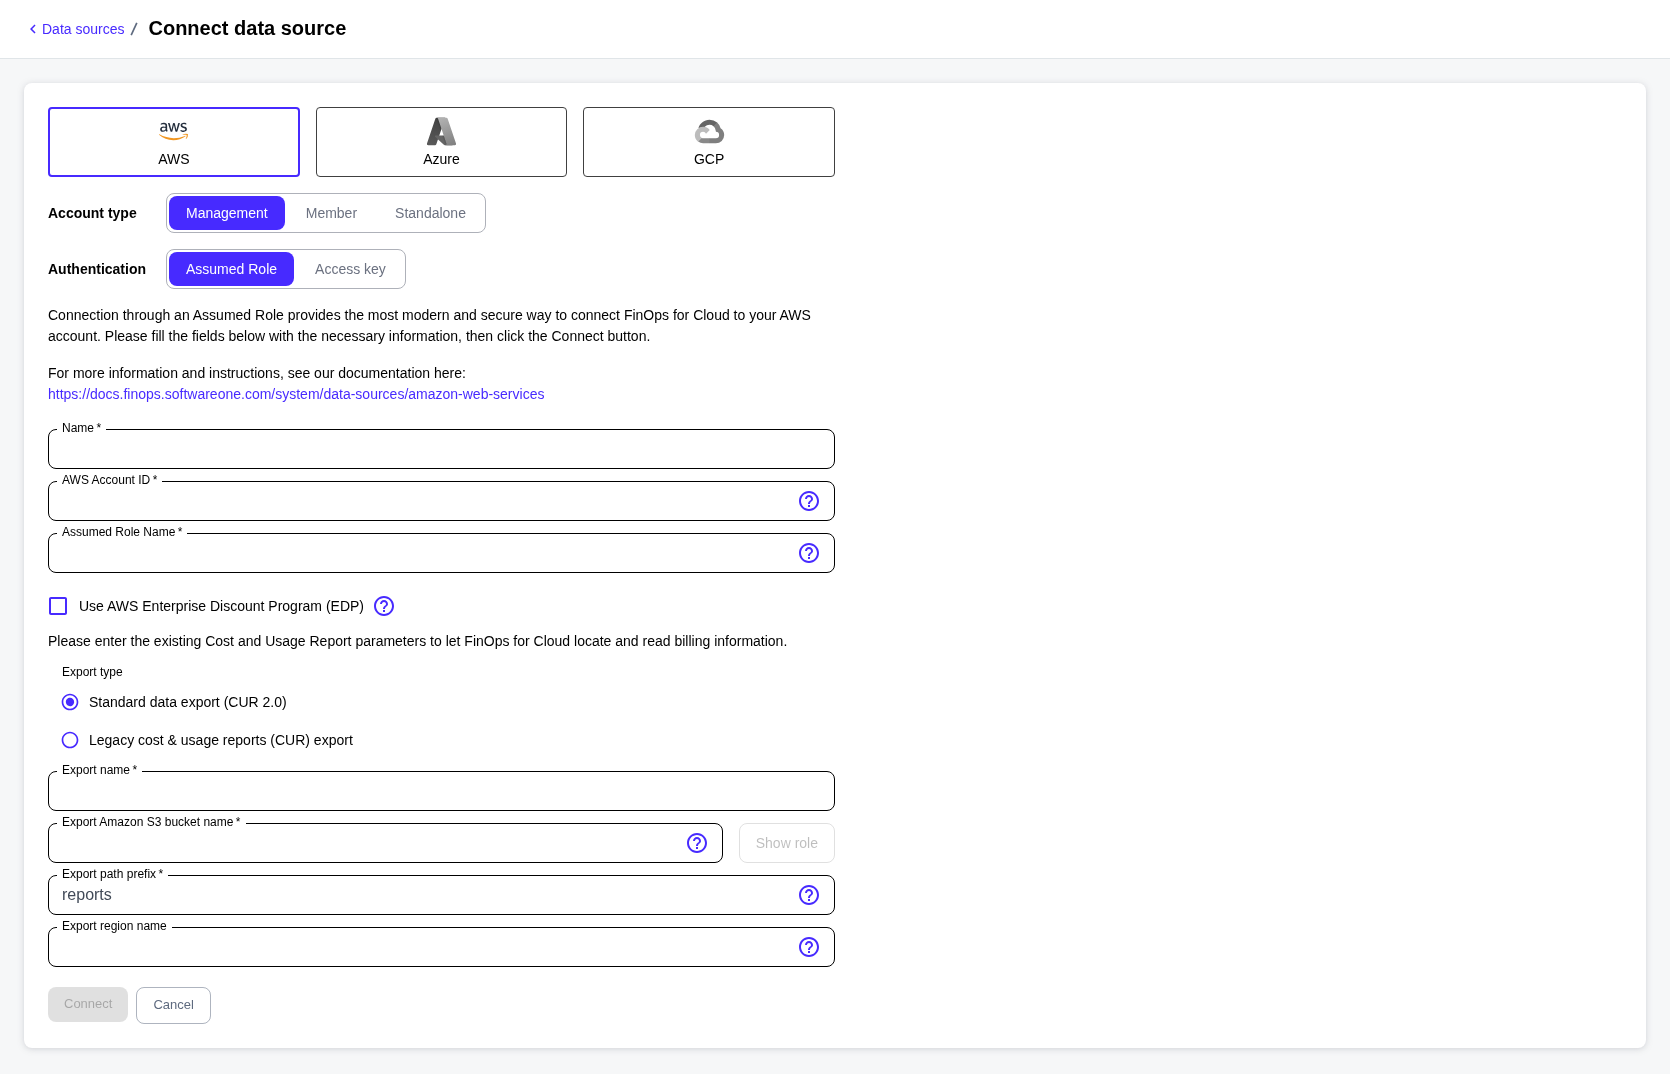 Data sources / Connect data source
aws
AWS
Azure
GCP
Account type
Management
Member
Standalone
Authentication
Assumed Role
Access key
Connection through an Assumed Role provides the most modern and secure way to connect FinOps for Cloud to your AWS
account. Please fill the fields below with the necessary information, then click the Connect button.
For more information and instructions, see our documentation here:
https://docs.finops.softwareone.com/system/data-sources/amazon-web-services
Name *
AWS Account ID *
Assumed Role Name *
Use AWS Enterprise Discount Program (EDP)
Please enter the existing Cost and Usage Report parameters to let FinOps for Cloud locate and read billing information.
Export type
Standard data export (CUR 2.0)
Legacy cost & usage reports (CUR) export
Export name *
Export Amazon S3 bucket name *
Show role
Export path prefix *
reports
Export region name
Connect
Cancel